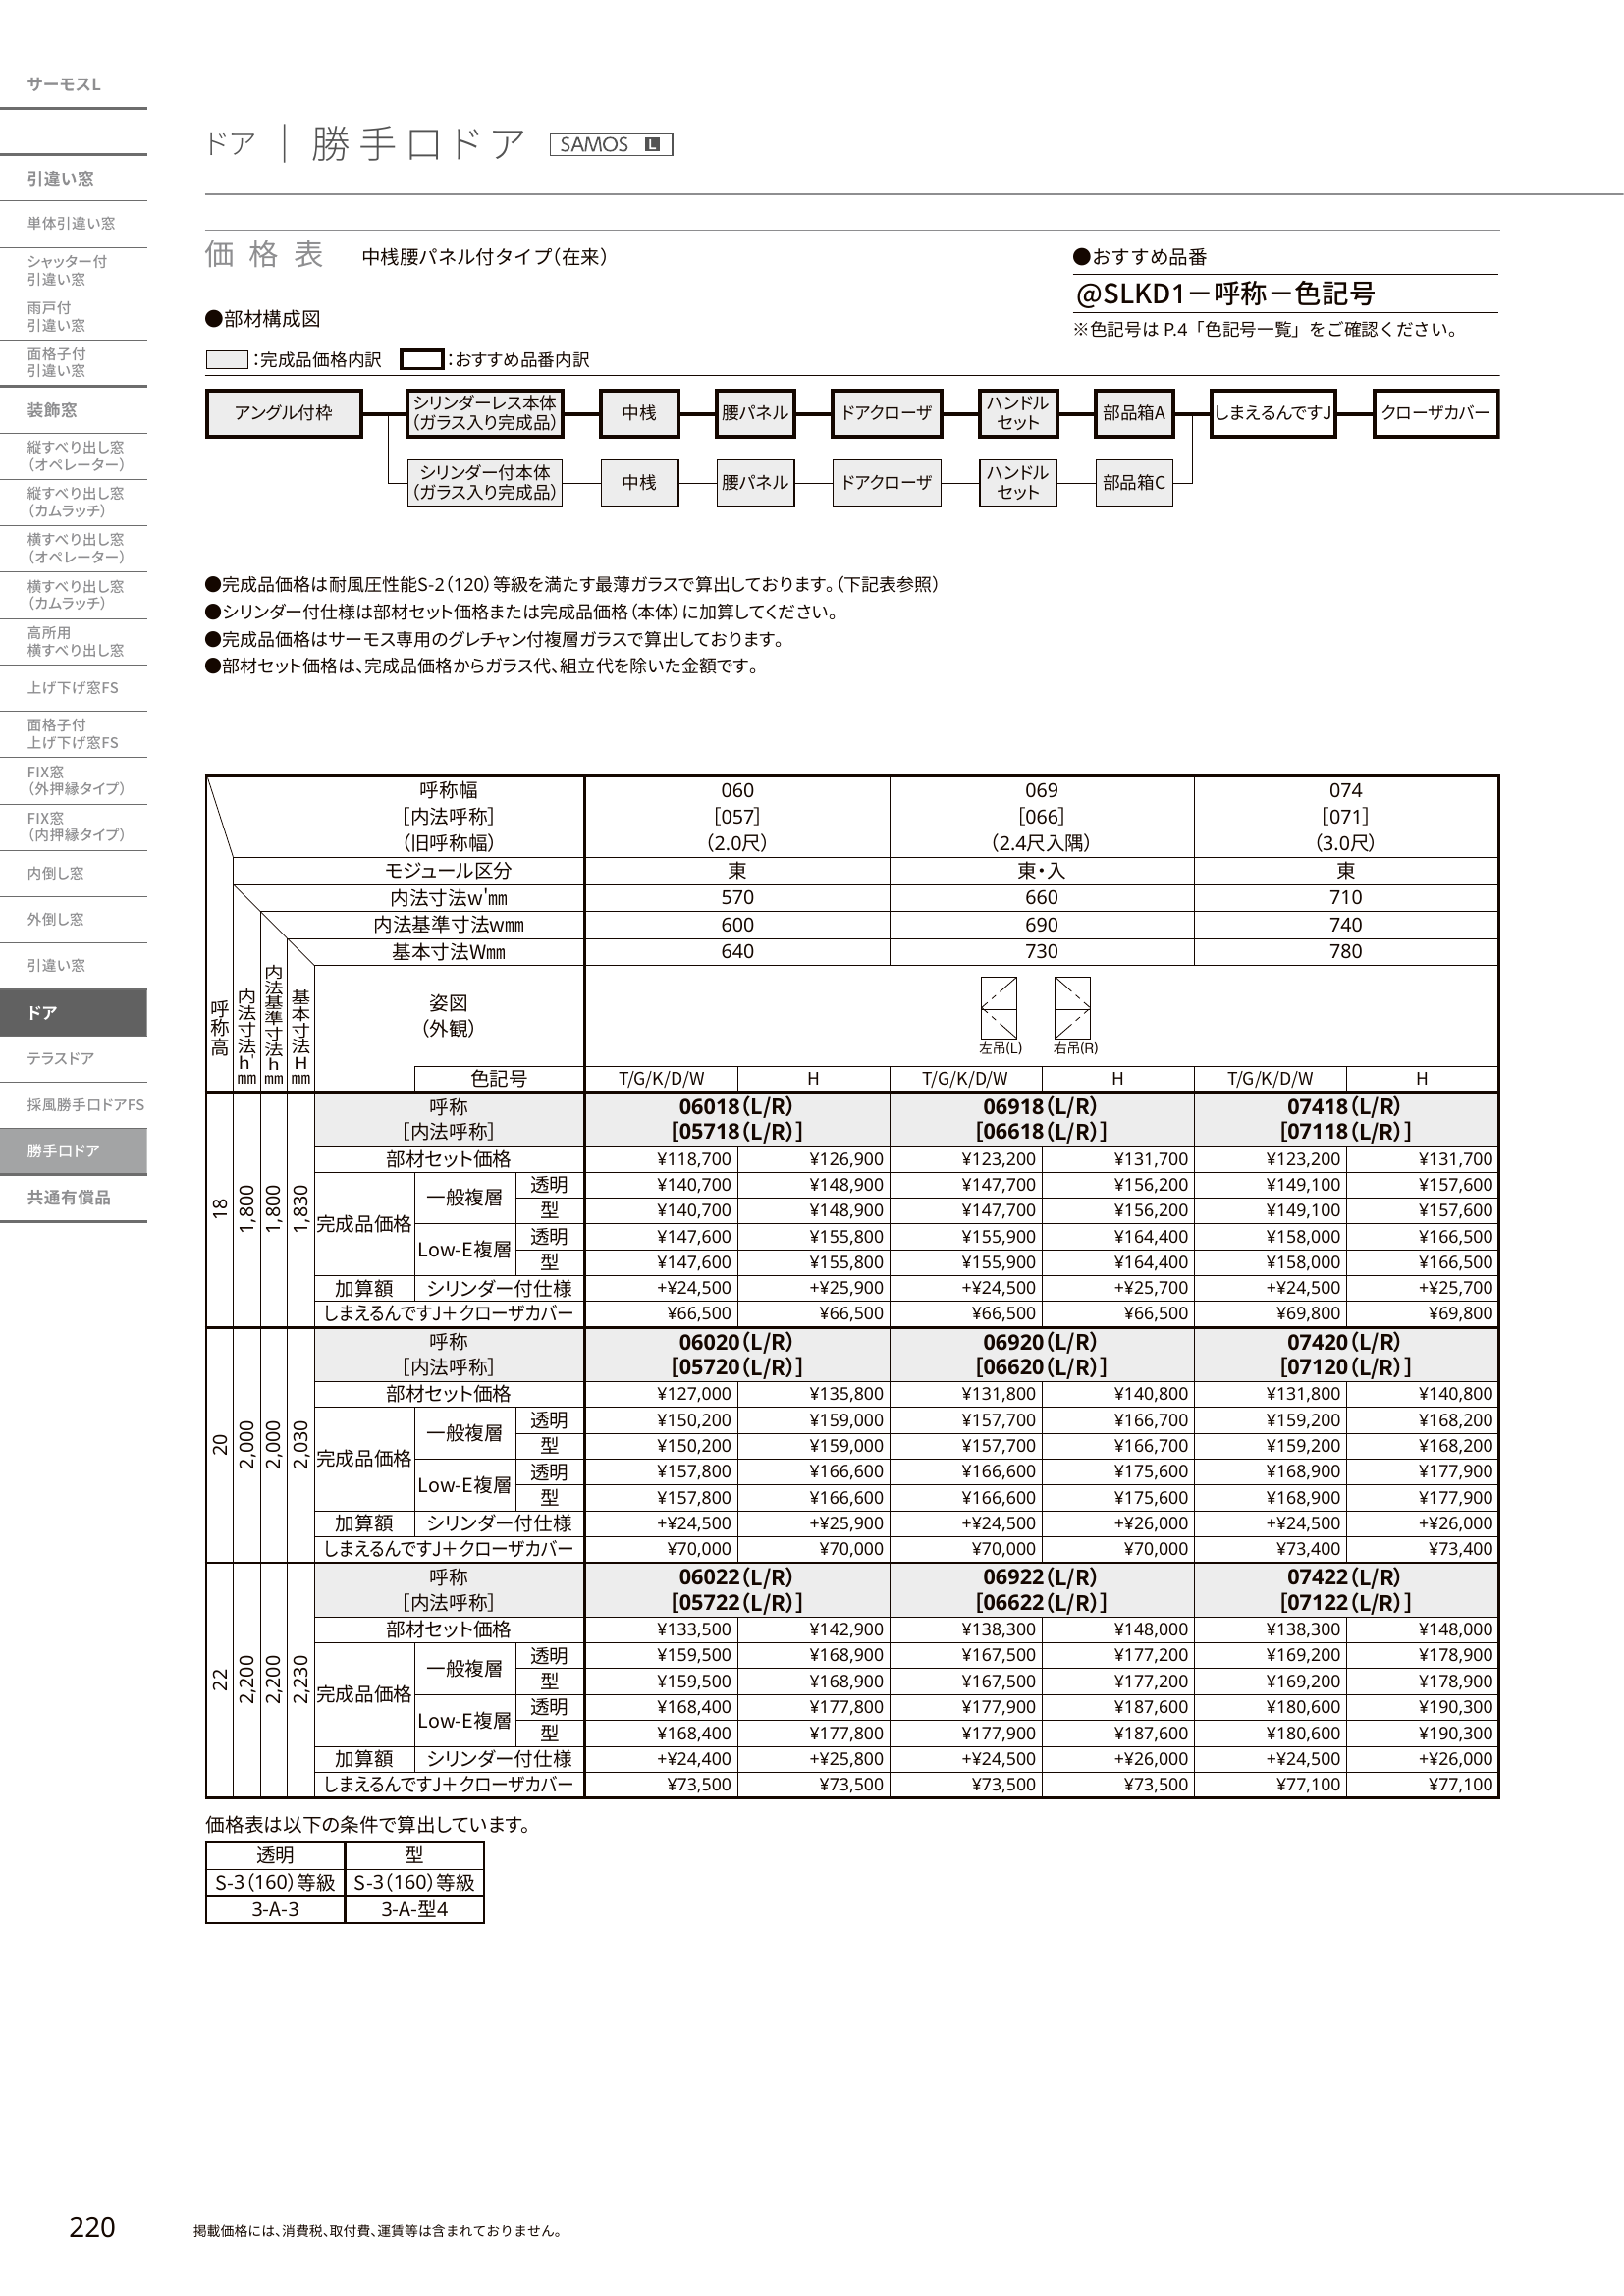 サーモスL
引違い窓
単体引違い窓
シャッター付
引違い窓
雨戸付
引違い窓
面格子付
引違い窓
装飾窓
縦すべり出し窓
（オペレーター）
縦すべり出し窓
（カムラッチ）
横すべり出し窓
（オペレーター）
横すべり出し窓
（カムラッチ）
高所用
横すべり出し窓
上げ下げ窓FS
面格子付
上げ下げ窓FS
FIX窓
（外押縁タイプ）
FIX窓
（内押縁タイプ）
内倒し窓
外倒し窓
引違い窓
ドア
テラスドア
採風勝手口ドアFS
勝手口ドア
共通有償品
ドア｜勝手口ドア SAMOS L
価格表 中桟腰パネル付タイプ（在来）
●おすすめ品番
@SLKD1－呼称－色記号
※色記号は P.4「色記号一覧」をご確認ください。
●部材構成図
：完成品価格内訳 ：おすすめ品番内訳
アングル付枠 シリンダーレス本体（ガラス入り完成品） 中桟 腰パネル ドアクローザ ハンドルセット 部品箱A しまえるんですJ クローザカバー
シリンダー付本体（ガラス入り完成品） 中桟 腰パネル ドアクローザ ハンドルセット 部品箱C
●完成品価格は耐風圧性能S-2（120）等級を満たす最薄ガラスで算出しております。（下記表参照）
●シリンダー付仕様は部材セット価格または完成品価格（本体）に加算してください。
●完成品価格はサーモス専用のグレチャン付複層ガラスで算出しております。
●部材セット価格は、完成品価格からガラス代、組立代を除いた金額です。
呼称幅 060 069 074
［内法呼称］ ［057］ ［066］ ［071］
（旧呼称幅） （2.0尺） （2.4尺入隅） （3.0尺）
モジュール区分 東 東・入 東
内法寸法w'㎜ 570 660 710
内法基準寸法w㎜ 600 690 740
基本寸法W㎜ 640 730 780
呼称高 内法寸法h'㎜ 内法基準寸法h㎜ 基本寸法H㎜
姿図
（外観）
左吊(L) 右吊(R)
色記号 T/G/K/D/W H T/G/K/D/W H T/G/K/D/W H
18 1,800 1,800 1,830
呼称 06018（L/R） 06918（L/R） 07418（L/R）
［内法呼称］ ［05718（L/R）］ ［06618（L/R）］ ［07118（L/R）］
部材セット価格 ¥118,700 ¥126,900 ¥123,200 ¥131,700 ¥123,200 ¥131,700
完成品価格 一般複層 透明 ¥140,700 ¥148,900 ¥147,700 ¥156,200 ¥149,100 ¥157,600
型 ¥140,700 ¥148,900 ¥147,700 ¥156,200 ¥149,100 ¥157,600
Low-E複層 透明 ¥147,600 ¥155,800 ¥155,900 ¥164,400 ¥158,000 ¥166,500
型 ¥147,600 ¥155,800 ¥155,900 ¥164,400 ¥158,000 ¥166,500
加算額 シリンダー付仕様 +¥24,500 +¥25,900 +¥24,500 +¥25,700 +¥24,500 +¥25,700
しまえるんですJ＋クローザカバー ¥66,500 ¥66,500 ¥66,500 ¥66,500 ¥69,800 ¥69,800
20 2,000 2,000 2,030
呼称 06020（L/R） 06920（L/R） 07420（L/R）
［内法呼称］ ［05720（L/R）］ ［06620（L/R）］ ［07120（L/R）］
部材セット価格 ¥127,000 ¥135,800 ¥131,800 ¥140,800 ¥131,800 ¥140,800
完成品価格 一般複層 透明 ¥150,200 ¥159,000 ¥157,700 ¥166,700 ¥159,200 ¥168,200
型 ¥150,200 ¥159,000 ¥157,700 ¥166,700 ¥159,200 ¥168,200
Low-E複層 透明 ¥157,800 ¥166,600 ¥166,600 ¥175,600 ¥168,900 ¥177,900
型 ¥157,800 ¥166,600 ¥166,600 ¥175,600 ¥168,900 ¥177,900
加算額 シリンダー付仕様 +¥24,500 +¥25,900 +¥24,500 +¥26,000 +¥24,500 +¥26,000
しまえるんですJ＋クローザカバー ¥70,000 ¥70,000 ¥70,000 ¥70,000 ¥73,400 ¥73,400
22 2,200 2,200 2,230
呼称 06022（L/R） 06922（L/R） 07422（L/R）
［内法呼称］ ［05722（L/R）］ ［06622（L/R）］ ［07122（L/R）］
部材セット価格 ¥133,500 ¥142,900 ¥138,300 ¥148,000 ¥138,300 ¥148,000
完成品価格 一般複層 透明 ¥159,500 ¥168,900 ¥167,500 ¥177,200 ¥169,200 ¥178,900
型 ¥159,500 ¥168,900 ¥167,500 ¥177,200 ¥169,200 ¥178,900
Low-E複層 透明 ¥168,400 ¥177,800 ¥177,900 ¥187,600 ¥180,600 ¥190,300
型 ¥168,400 ¥177,800 ¥177,900 ¥187,600 ¥180,600 ¥190,300
加算額 シリンダー付仕様 +¥24,400 +¥25,800 +¥24,500 +¥26,000 +¥24,500 +¥26,000
しまえるんですJ＋クローザカバー ¥73,500 ¥73,500 ¥73,500 ¥73,500 ¥77,100 ¥77,100
価格表は以下の条件で算出しています。
透明 型
S-3（160）等級 S-3（160）等級
3-A-3 3-A-型4
220 掲載価格には、消費税、取付費、運賃等は含まれておりません。